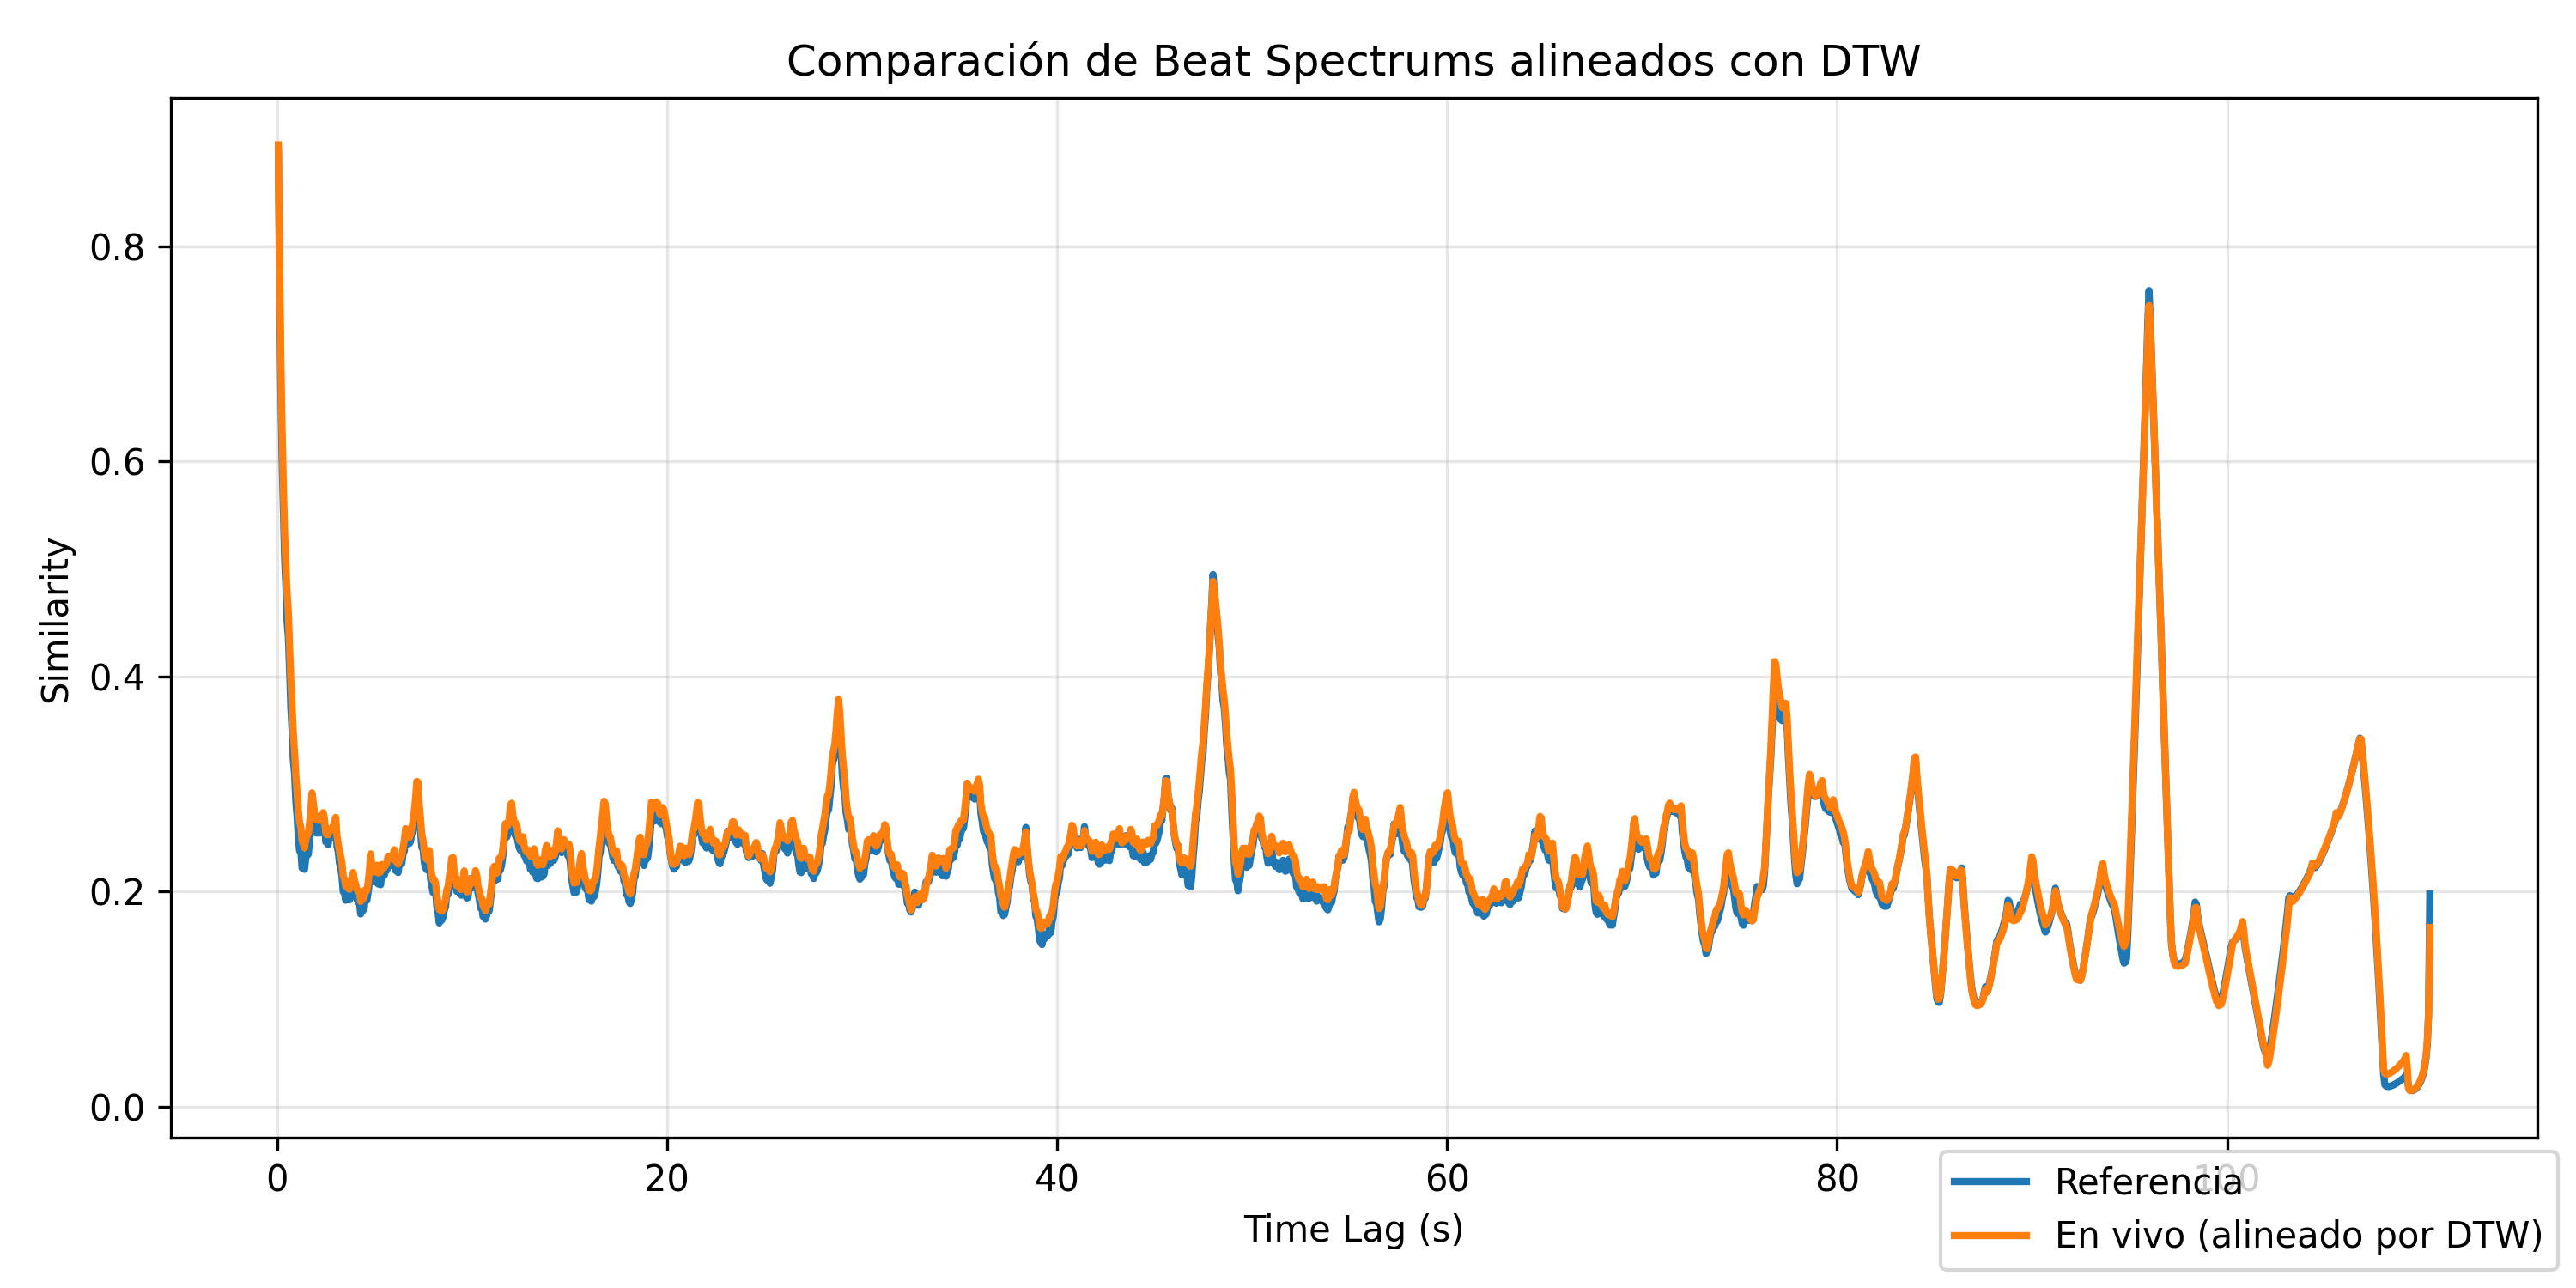 Comparación de Beat Spectrums alineados con DTW
Similarity
0.8
0.6
0.4
0.2
0.0
0 20 40 60 80 100
Time Lag (s)
Referencia
En vivo (alineado por DTW)